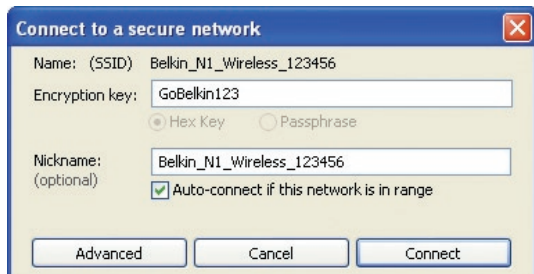 Connect to a secure network
Name: (SSID) Belkin_N1_Wireless_123456
Encryption key: GoBelkin123
Hex Key Passphrase
Nickname: Belkin_N1_Wireless_123456
(optional)
Auto-connect if this network is in range
Advanced Cancel Connect